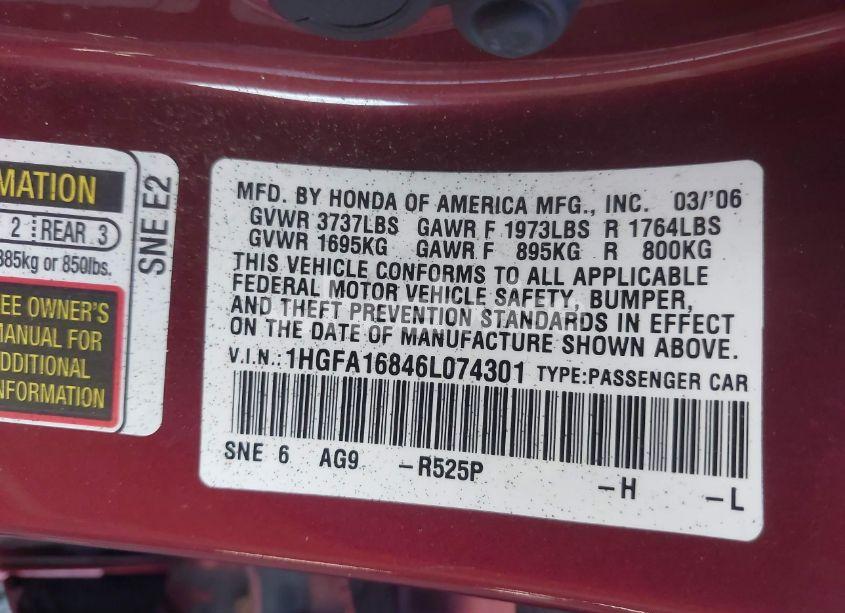 MATION
2 REAR 3
385kg or 850lbs.
EE OWNER'S
MANUAL FOR
ADDITIONAL
INFORMATION
SNE E2
MFD. BY HONDA OF AMERICA MFG., INC. 03/'06
GVWR 3737LBS GAWR F 1973LBS R 1764LBS
GVWR 1695KG GAWR F 895KG R 800KG
THIS VEHICLE CONFORMS TO ALL APPLICABLE
FEDERAL MOTOR VEHICLE SAFETY, BUMPER,
AND THEFT PREVENTION STANDARDS IN EFFECT
ON THE DATE OF MANUFACTURE SHOWN ABOVE.
V.I.N.: 1HGFA16846L074301 TYPE:PASSENGER CAR
SNE 6 AG9 -R525P -H -L